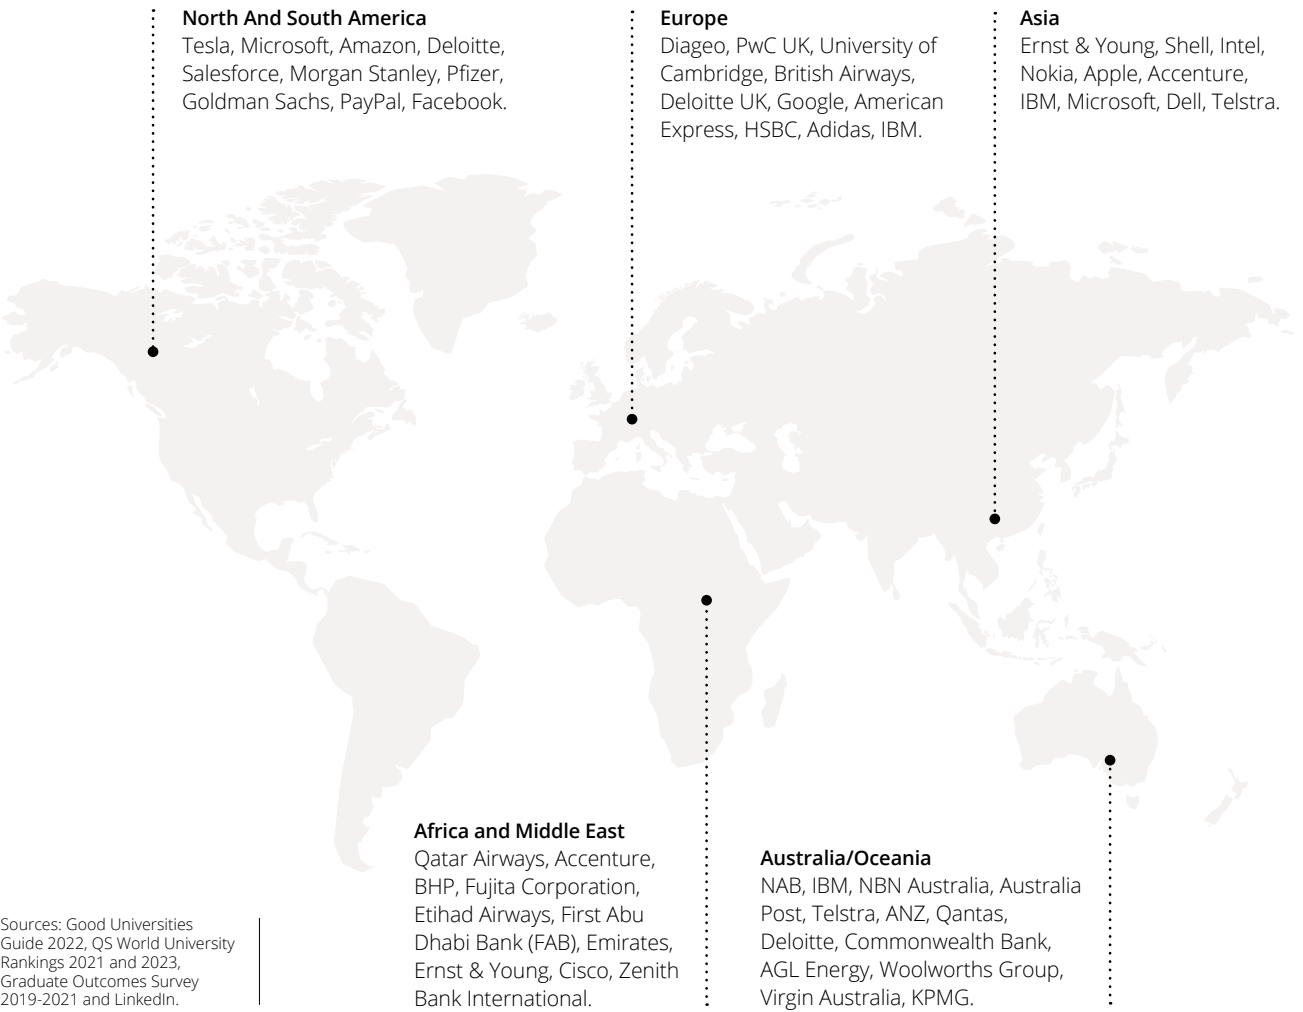 North And South America
Tesla, Microsoft, Amazon, Deloitte,
Salesforce, Morgan Stanley, Pfizer,
Goldman Sachs, PayPal, Facebook.
Europe
Diageo, PwC UK, University of
Cambridge, British Airways,
Deloitte UK, Google, American
Express, HSBC, Adidas, IBM.
Asia
Ernst & Young, Shell, Intel,
Nokia, Apple, Accenture,
IBM, Microsoft, Dell, Telstra.
Africa and Middle East
Qatar Airways, Accenture,
BHP, Fujita Corporation,
Etihad Airways, First Abu
Dhabi Bank (FAB), Emirates,
Ernst & Young, Cisco, Zenith
Bank International.
Australia/Oceania
NAB, IBM, NBN Australia, Australia
Post, Telstra, ANZ, Qantas,
Deloitte, Commonwealth Bank,
AGL Energy, Woolworths Group,
Virgin Australia, KPMG.
Sources: Good Universities
Guide 2022, QS World University
Rankings 2021 and 2023,
Graduate Outcomes Survey
2019-2021 and LinkedIn.